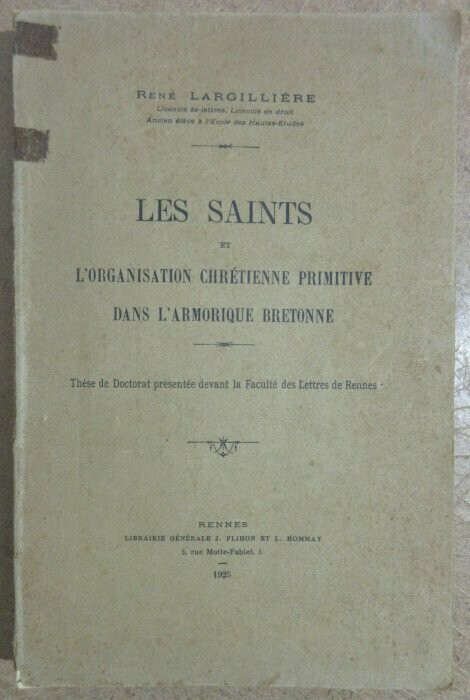 René LARGILLIÈRE
Licencié ès-lettres, Licencié en droit
Ancien élève à l'Ecole des Hautes-Etudes
LES SAINTS
ET
L'ORGANISATION CHRÉTIENNE PRIMITIVE
DANS L'ARMORIQUE BRETONNE
Thèse de Doctorat présentée devant la Faculté des Lettres de Rennes
RENNES
LIBRAIRIE GÉNÉRALE J. PLIHON ET L. HOMMAY
5, rue Motte-Fablet, 5
1925